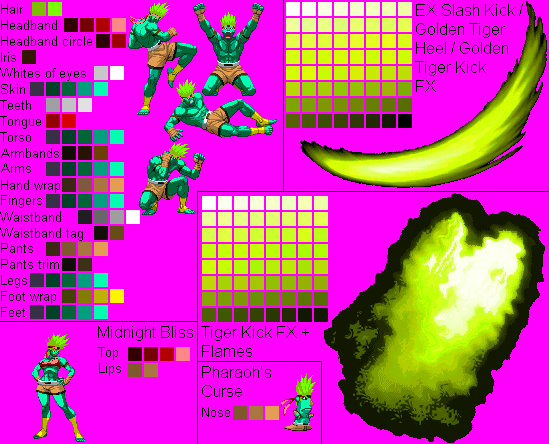 Hair
Headband
Headband circle
Iris
Whites of eyes
Skin
Teeth
Tongue
Torso
Armbands
Arms
Hand wrap
Fingers
Waistband
Waistband tag
Pants
Pants trim
Legs
Foot wrap
Feet
EX Slash Kick /
Golden Tiger
Heel / Golden
Tiger Kick
FX
Midnight Bliss
Top
Lips
Tiger Kick FX +
Flames
Pharaoh's
Curse
Nose